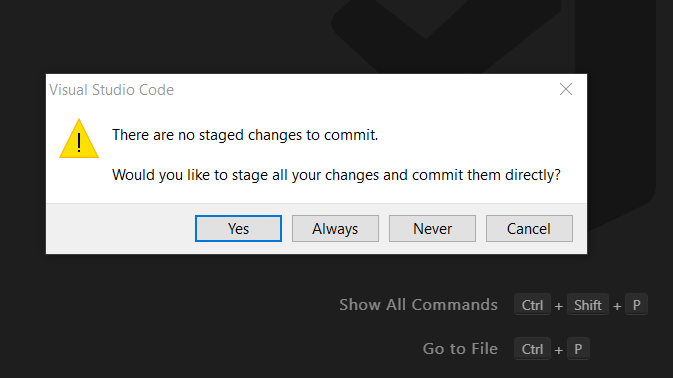 Visual Studio Code
There are no staged changes to commit.
Would you like to stage all your changes and commit them directly?
Yes Always Never Cancel
Show All Commands Ctrl + Shift + P
Go to File Ctrl + P